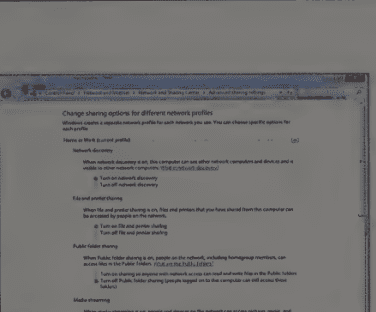 Control Panel > Network and Internet > Network and Sharing Center > Advanced sharing settings
Change sharing options for different network profiles
Windows creates a separate network profile for each network you use. You can choose specific options for
each profile.
Home or Work (current profile)
Network discovery
When network discovery is on, this computer can see other network computers and devices and is
visible to other network computers. What is network discovery?
Turn on network discovery
Turn off network discovery
File and printer sharing
When file and printer sharing is on, files and printers that you have shared from this computer can
be accessed by people on the network.
Turn on file and printer sharing
Turn off file and printer sharing
Public folder sharing
When Public folder sharing is on, people on the network, including homegroup members, can
access files in the Public folders. What are the Public folders?
Turn on sharing so anyone with network access can read and write files in the Public folders
Turn off Public folder sharing (people logged on to this computer can still access these
folders)
Media streaming